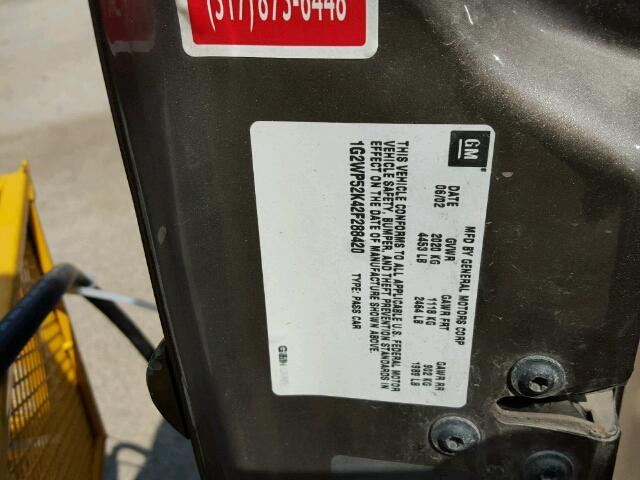 (317) 873-6448
GM
MFD BY GENERAL MOTORS CORP
DATE GVWR GAWR FRT GAWR RR
06/02 2020 KG 1118 KG 902 KG
4453 LB 2464 LB 1989 LB
THIS VEHICLE CONFORMS TO ALL APPLICABLE U.S. FEDERAL MOTOR
VEHICLE SAFETY, BUMPER, AND THEFT PREVENTION STANDARDS IN
EFFECT ON THE DATE OF MANUFACTURE SHOWN ABOVE.
1G2WP52K42F288420 TYPE: PASS CAR